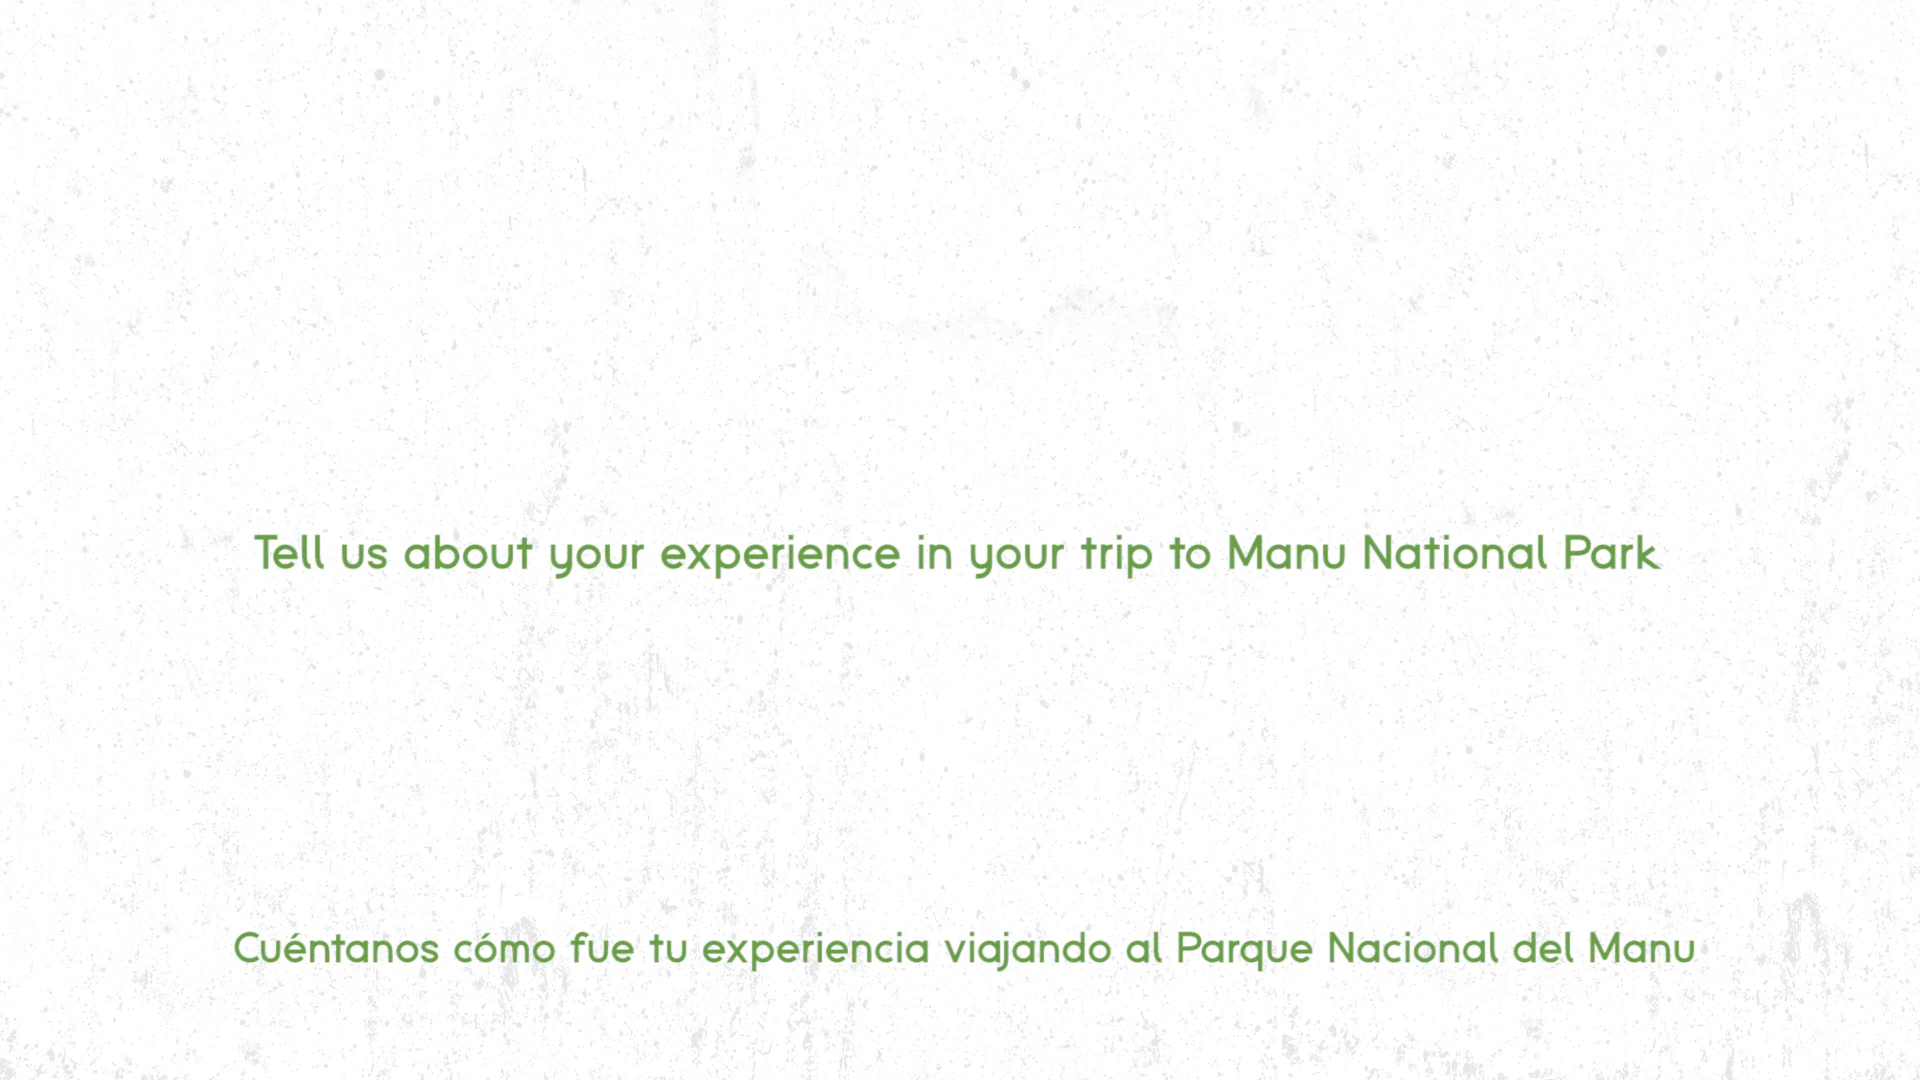 Tell us about your experience in your trip to Manu National Park
Cuéntanos cómo fue tu experiencia viajando al Parque Nacional del Manu